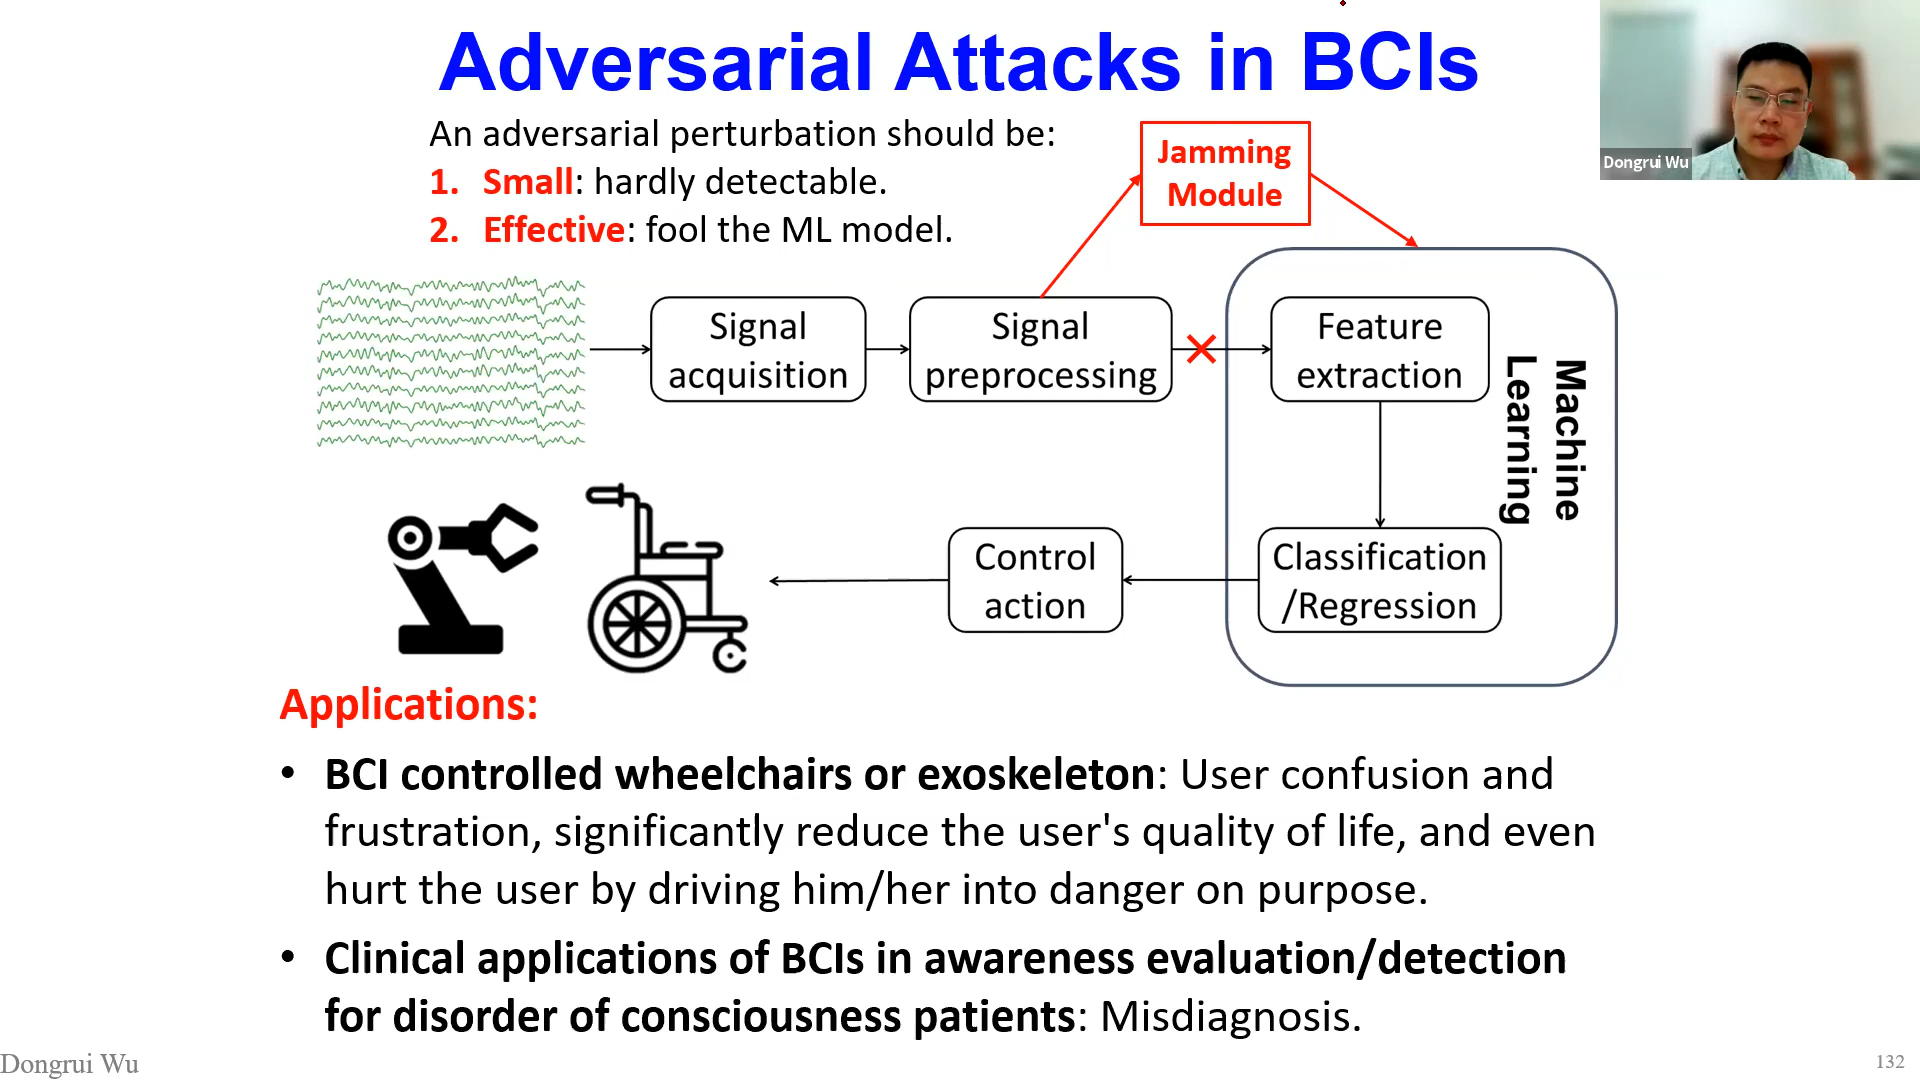 Adversarial Attacks in BCIs
Dongrui Wu
An adversarial perturbation should be:
1. Small: hardly detectable.
2. Effective: fool the ML model.
Jamming
Module
Signal
acquisition
Signal
preprocessing
Feature
extraction
Machine
Learning
Classification
/Regression
Control
action
Applications:
• BCI controlled wheelchairs or exoskeleton: User confusion and
frustration, significantly reduce the user's quality of life, and even
hurt the user by driving him/her into danger on purpose.
• Clinical applications of BCIs in awareness evaluation/detection
for disorder of consciousness patients: Misdiagnosis.
Dongrui Wu
132